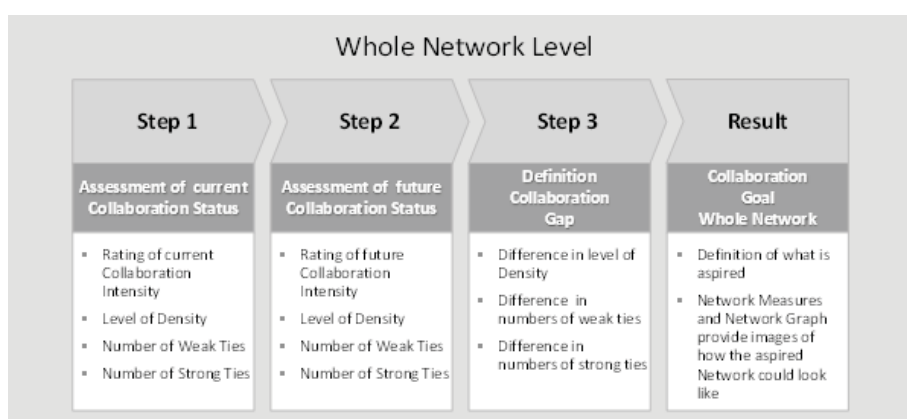 Whole Network Level
Step 1
Assessment of current
Collaboration Status
▪ Rating of current
Collaboration
Intensity
▪ Level of Density
▪ Number of Weak Ties
▪ Number of Strong Ties
Step 2
Assessment of future
Collaboration Status
▪ Rating of future
Collaboration
Intensity
▪ Level of Density
▪ Number of Weak Ties
▪ Number of Strong Ties
Step 3
Definition
Collaboration
Gap
▪ Difference in level of
Density
▪ Difference in
numbers of weak ties
▪ Difference in
numbers of strong ties
Result
Collaboration
Goal
Whole Network
▪ Definition of what is
aspired
▪ Network Measures
and Network Graph
provide images of
how the aspired
Network could look
like